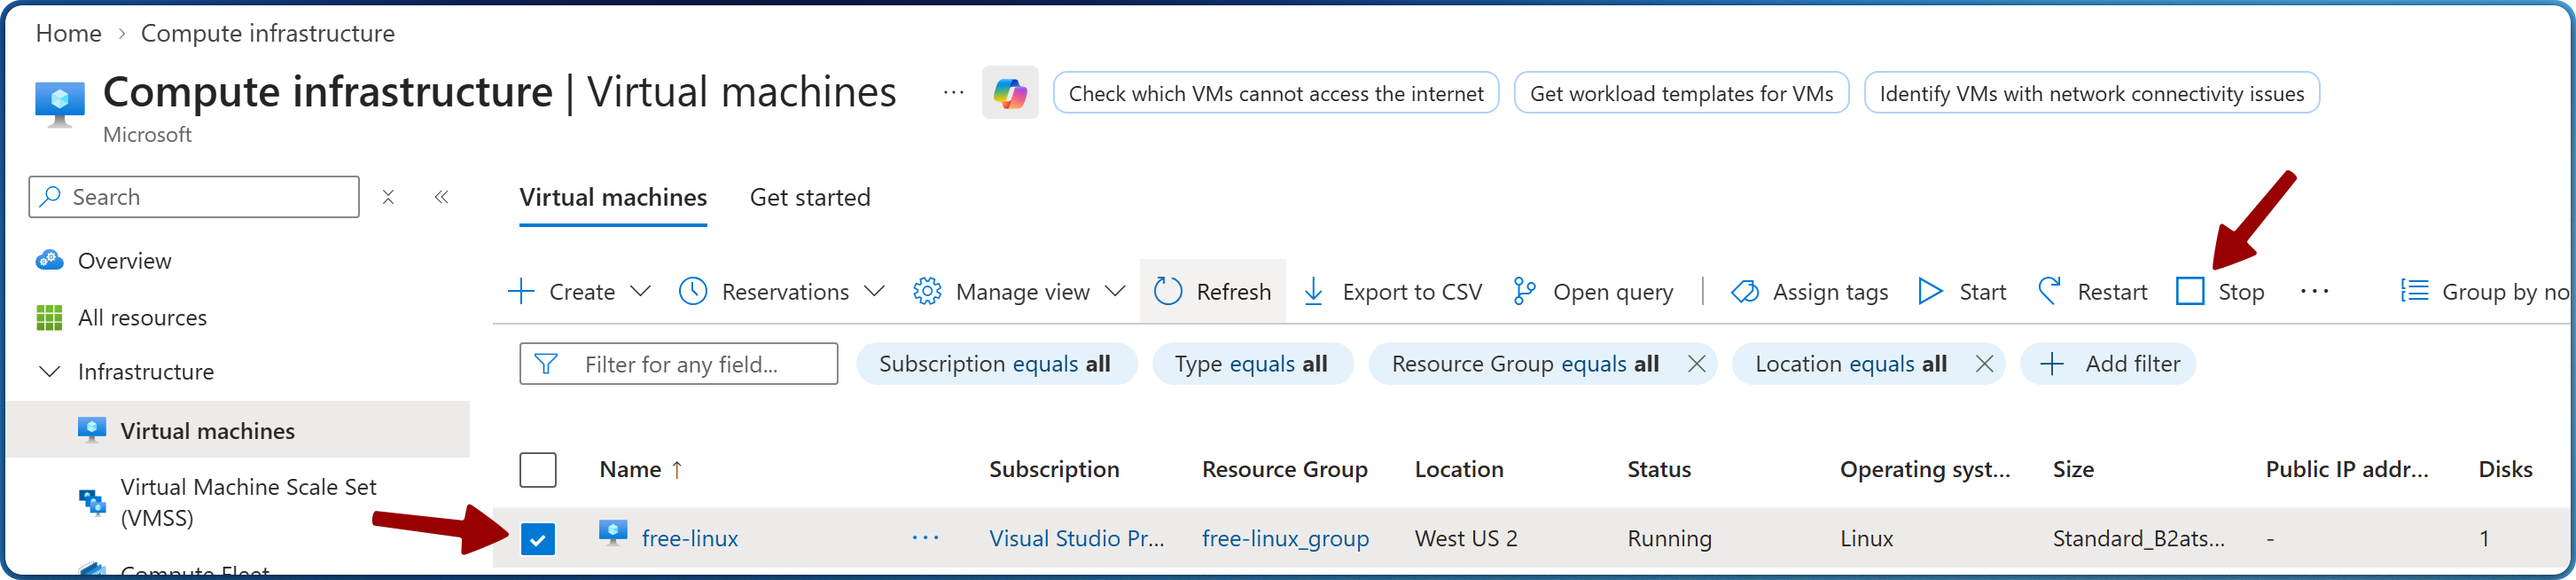 Home > Compute infrastructure
Compute infrastructure | Virtual machines ···
Microsoft
Check which VMs cannot access the internet
Get workload templates for VMs
Identify VMs with network connectivity issues
Search
Overview
All resources
Infrastructure
Virtual machines
Virtual Machine Scale Set
(VMSS)
Compute Fleet
Virtual machines Get started
Create Reservations Manage view Refresh Export to CSV Open query | Assign tags Start Restart Stop ··· Group by no
Filter for any field... Subscription equals all Type equals all Resource Group equals all Location equals all Add filter
Name ↑ Subscription Resource Group Location Status Operating syst... Size Public IP addr... Disks
free-linux ··· Visual Studio Pr... free-linux_group West US 2 Running Linux Standard_B2ats... - 1